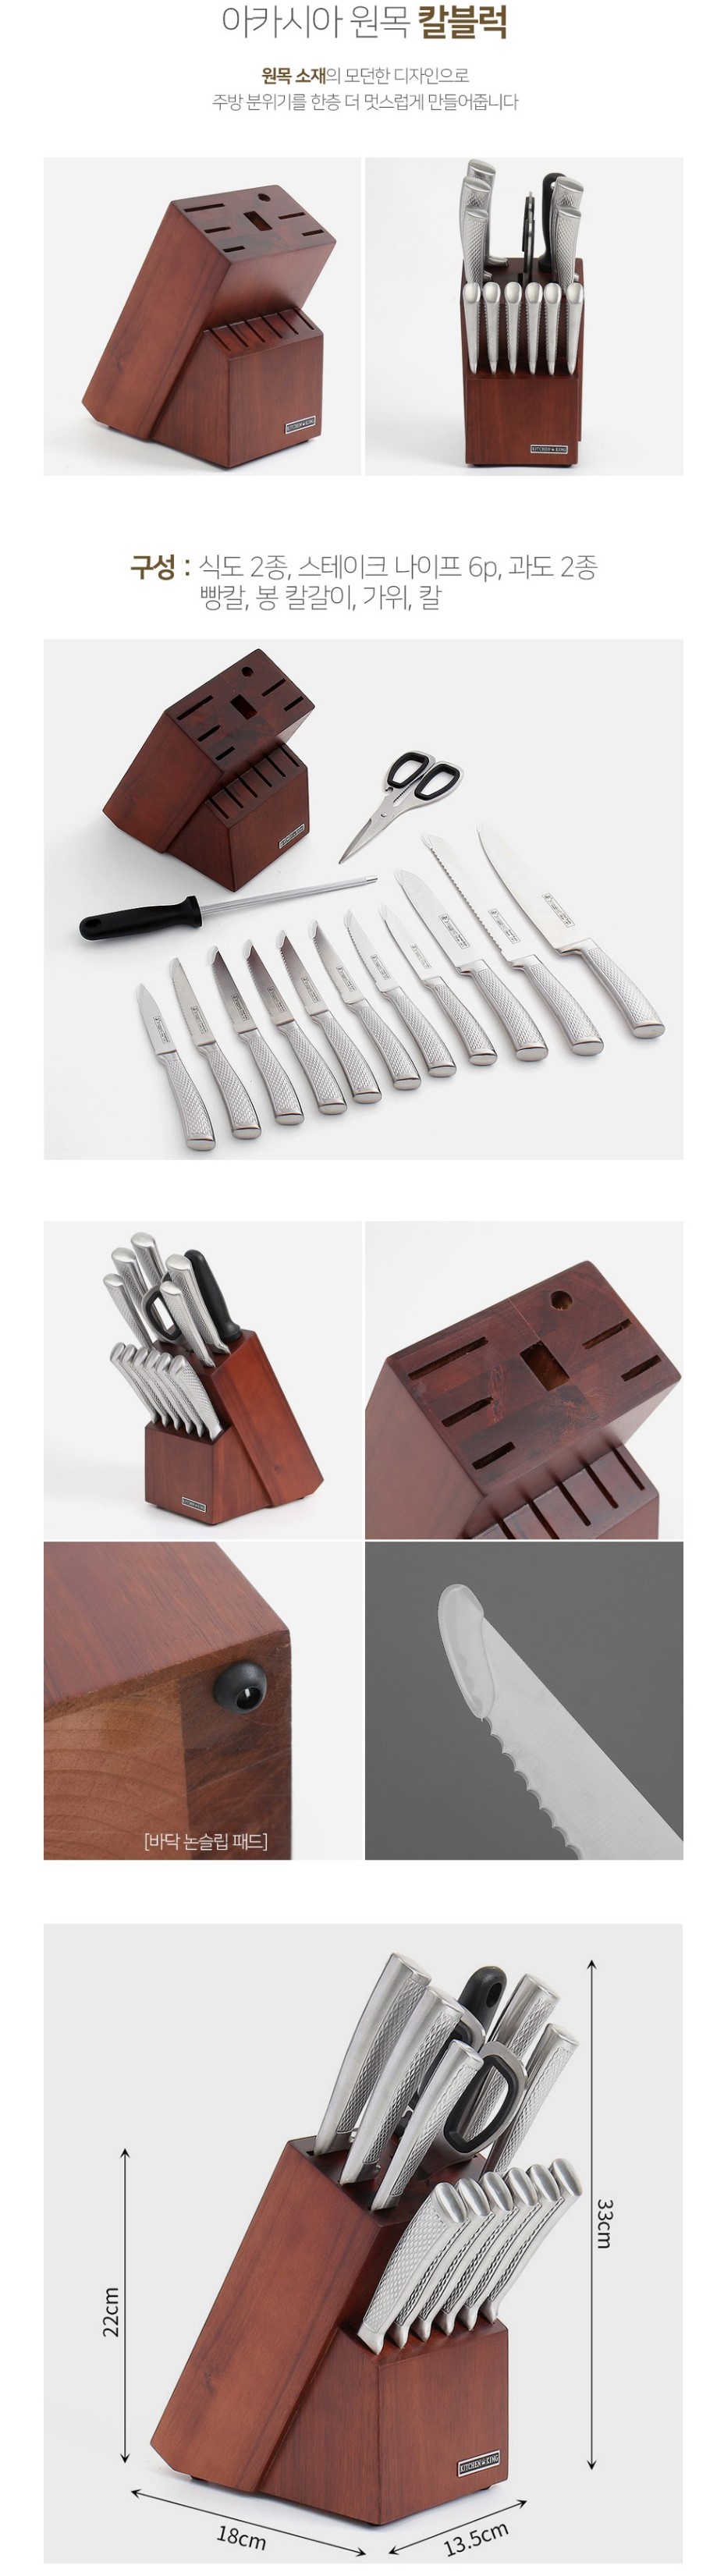 아카시아 원목 칼블럭
원목 소재의 모던한 디자인으로
주방 분위기를 한층 더 멋스럽게 만들어줍니다
KITCHEN KING
KITCHEN KING
구성 : 식도 2종, 스테이크 나이프 6p, 과도 2종
빵칼, 봉 칼갈이, 가위, 칼
KITCHEN KING
KITCHEN KING
[바닥 논슬립 패드]
33cm
22cm
KITCHEN KING
18cm
13.5cm